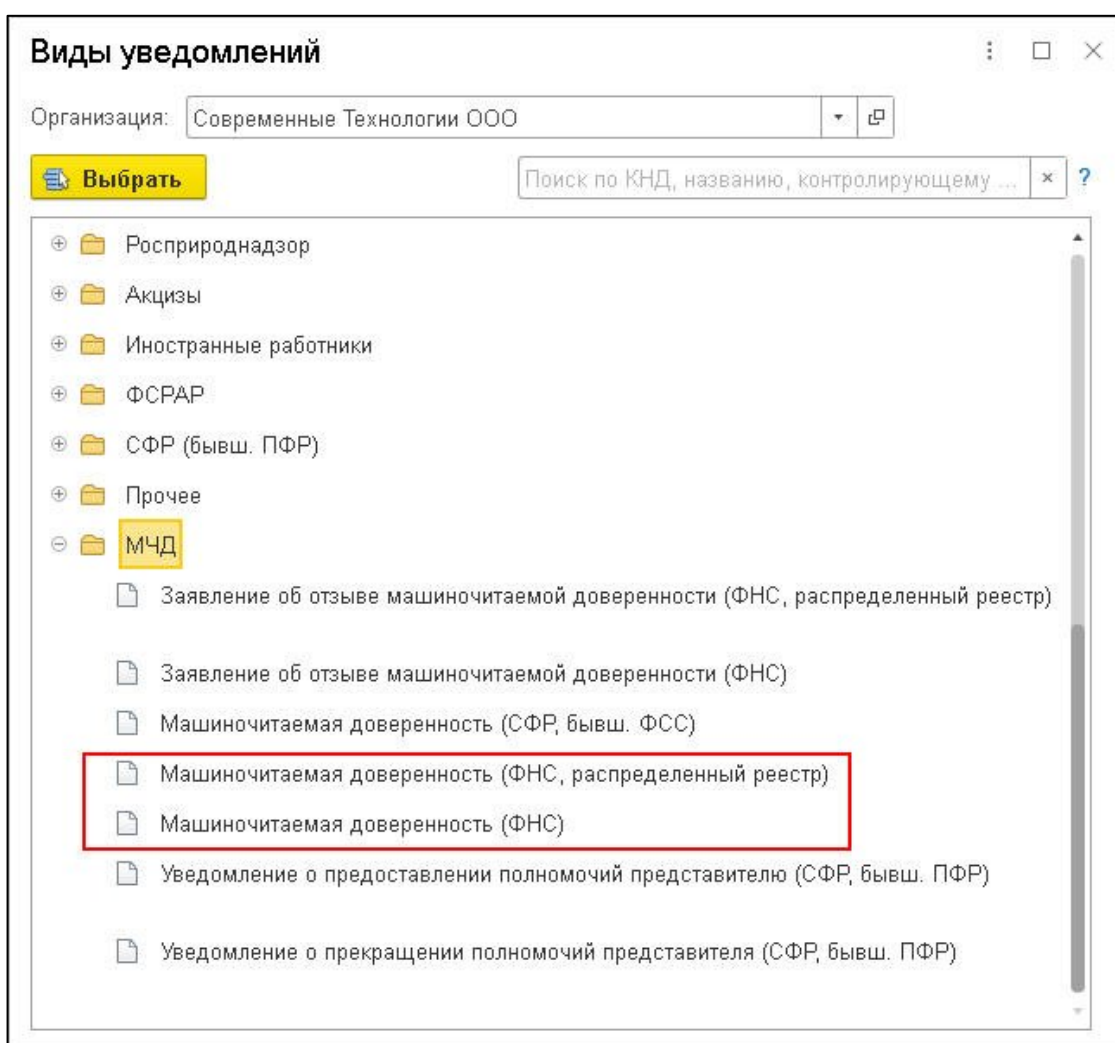 Виды уведомлений
Организация: Современные Технологии ООО
Выбрать Поиск по КНД, названию, контролирующему ... × ?
Росприроднадзор
Акцизы
Иностранные работники
ФСРАР
СФР (бывш. ПФР)
Прочее
МЧД
Заявление об отзыве машиночитаемой доверенности (ФНС, распределенный реестр)
Заявление об отзыве машиночитаемой доверенности (ФНС)
Машиночитаемая доверенность (СФР, бывш. ФСС)
Машиночитаемая доверенность (ФНС, распределенный реестр)
Машиночитаемая доверенность (ФНС)
Уведомление о предоставлении полномочий представителю (СФР, бывш. ПФР)
Уведомление о прекращении полномочий представителя (СФР, бывш. ПФР)